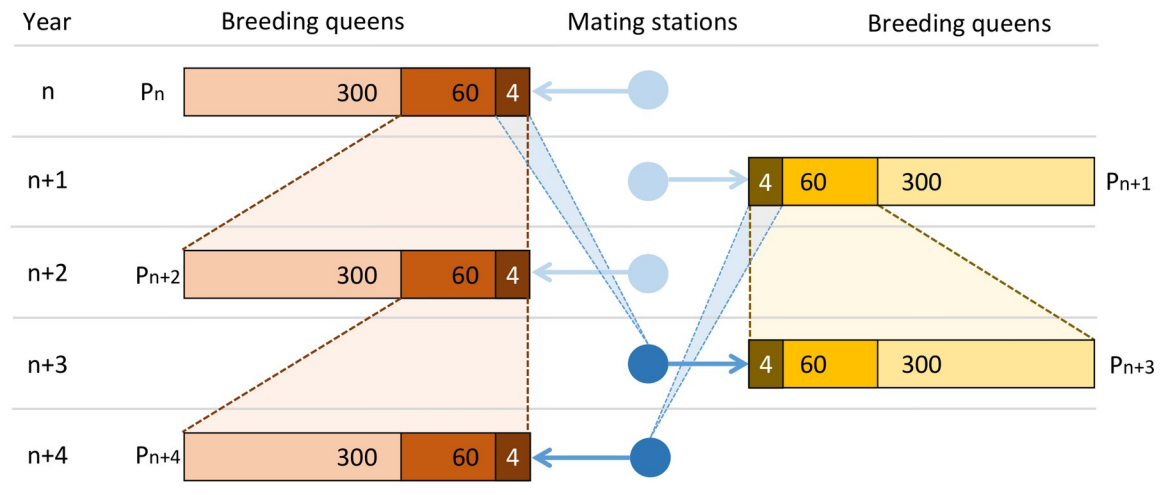 Year Breeding queens Mating stations Breeding queens
n Pn 300 60 4
n+1 4 60 300 Pn+1
n+2 Pn+2 300 60 4
n+3 4 60 300 Pn+3
n+4 Pn+4 300 60 4